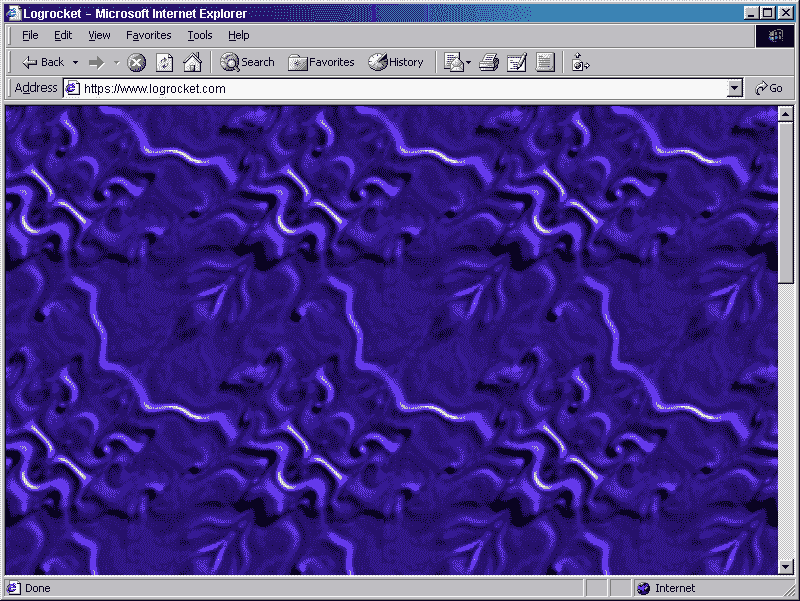 Logrocket – Microsoft Internet Explorer
File Edit View Favorites Tools Help
Back Search Favorites History
Address https://www.logrocket.com Go
Done Internet